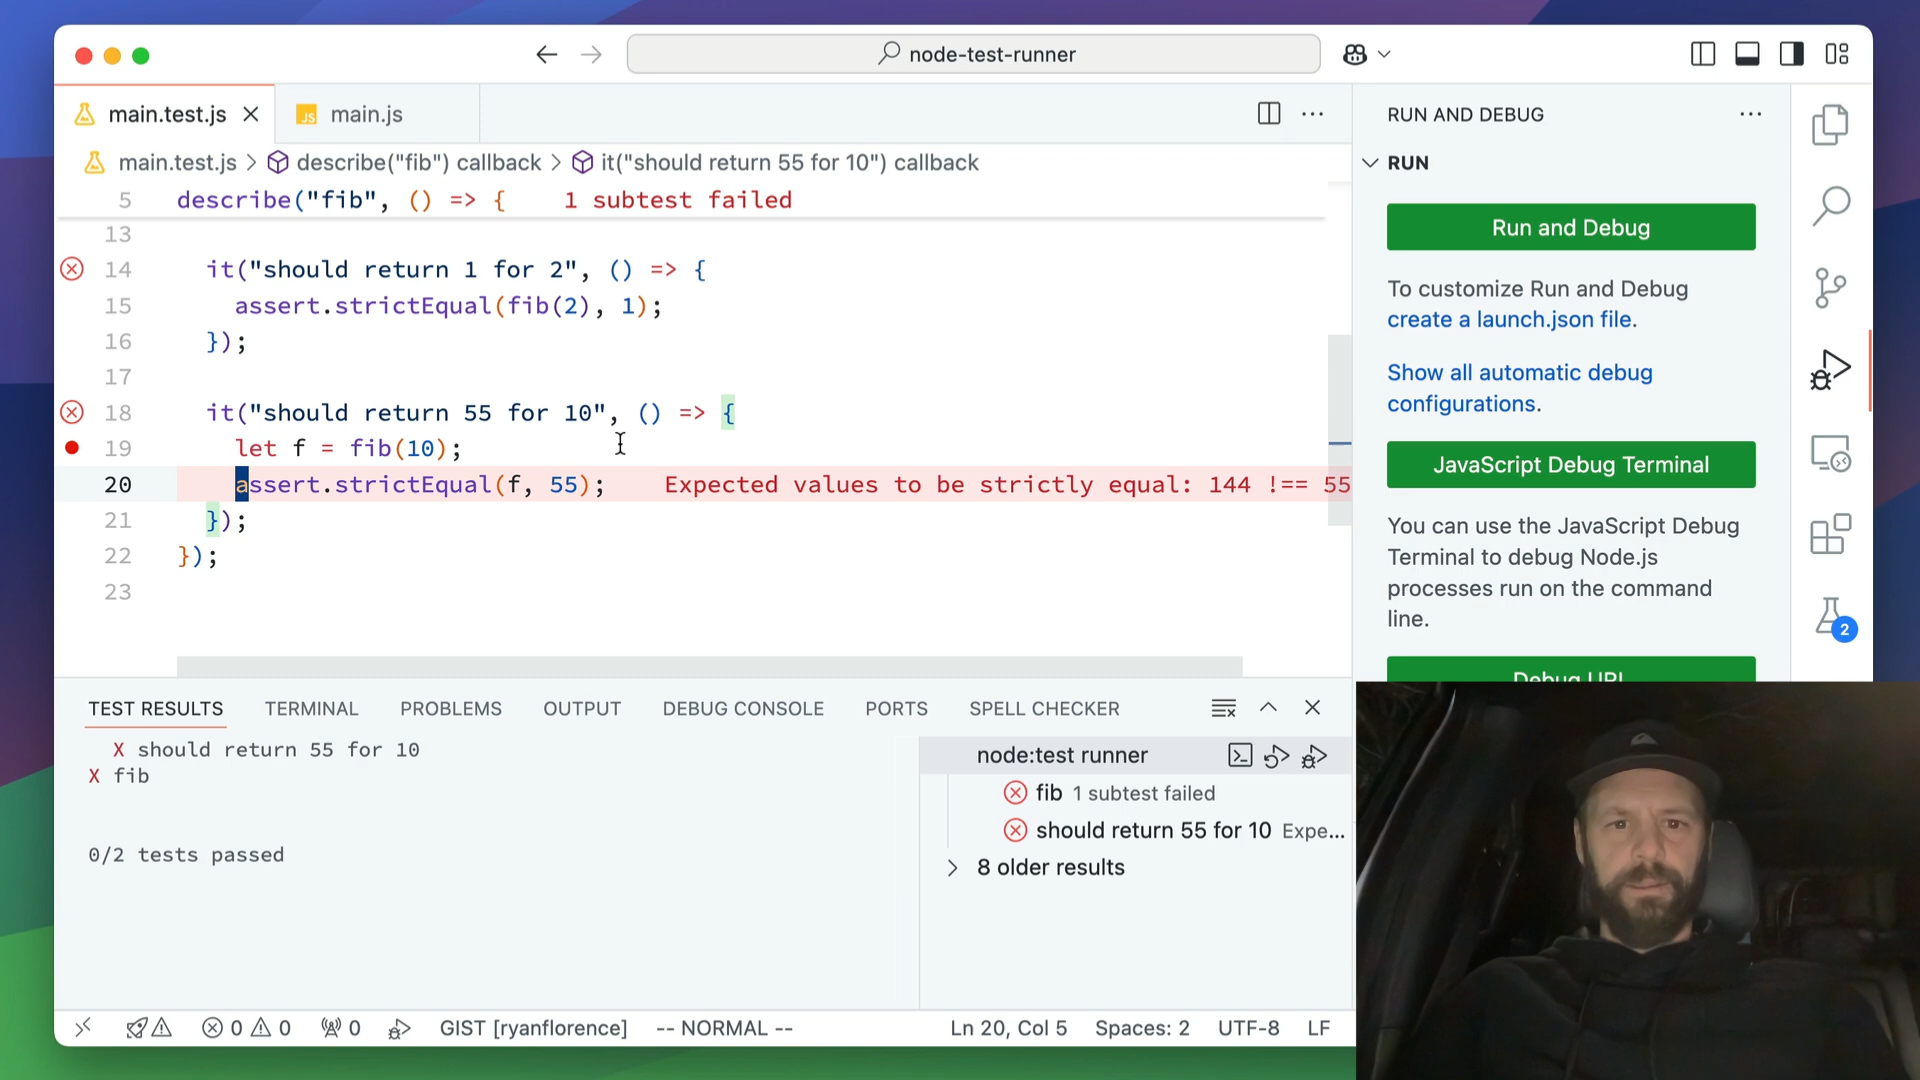 node-test-runner
main.test.js
JS main.js
RUN AND DEBUG
main.test.js > describe("fib") callback > it("should return 55 for 10") callback
RUN
5 describe("fib", () => { 1 subtest failed
13
14 it("should return 1 for 2", () => {
15 assert.strictEqual(fib(2), 1);
16 });
17
18 it("should return 55 for 10", () => {
19 let f = fib(10);
20 assert.strictEqual(f, 55); Expected values to be strictly equal: 144 !== 55
21 });
22 });
23
Run and Debug
To customize Run and Debug
create a launch.json file.
Show all automatic debug
configurations.
JavaScript Debug Terminal
You can use the JavaScript Debug
Terminal to debug Node.js
processes run on the command
line.
Debug URL
2
TEST RESULTS TERMINAL PROBLEMS OUTPUT DEBUG CONSOLE PORTS SPELL CHECKER
X should return 55 for 10
X fib
0/2 tests passed
node:test runner
fib 1 subtest failed
should return 55 for 10 Expe...
8 older results
0 0 0 GIST [ryanflorence] -- NORMAL -- Ln 20, Col 5 Spaces: 2 UTF-8 LF